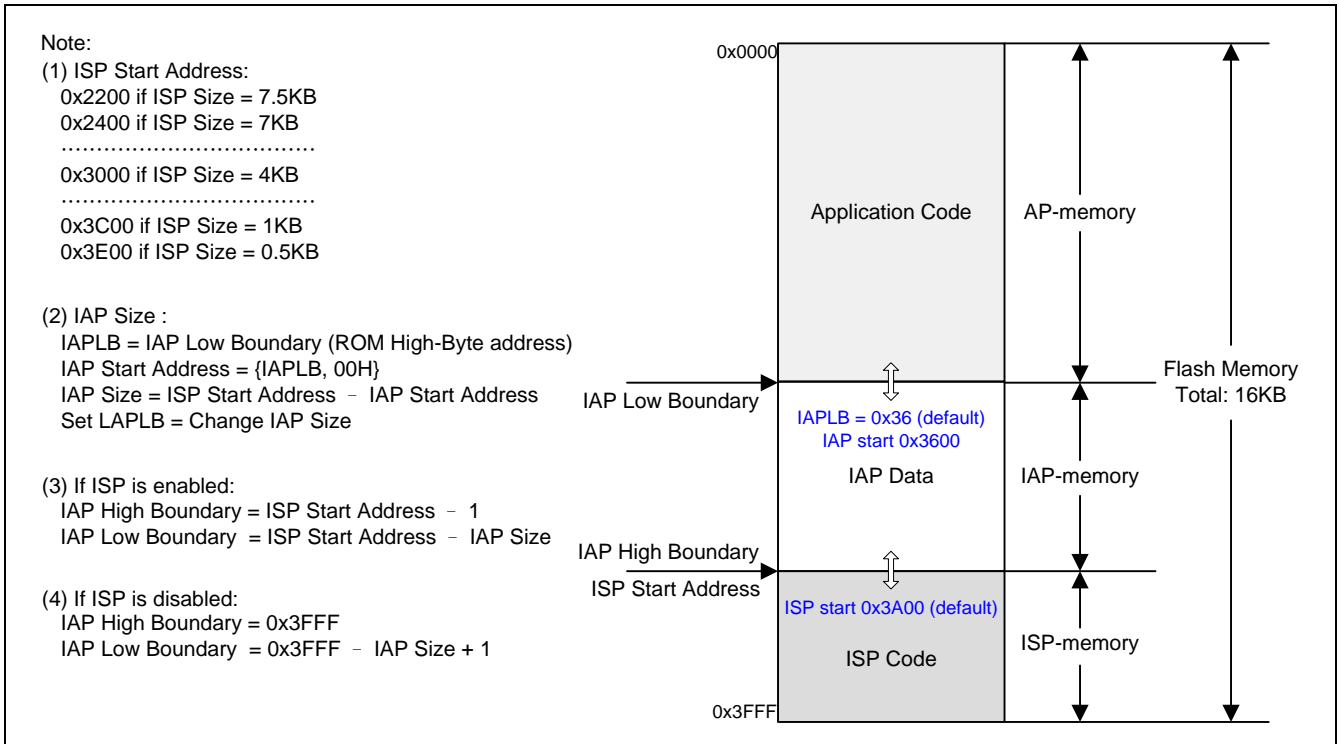 Note:
(1) ISP Start Address:
0x2200 if ISP Size = 7.5KB
0x2400 if ISP Size = 7KB
....................................
0x3000 if ISP Size = 4KB
....................................
0x3C00 if ISP Size = 1KB
0x3E00 if ISP Size = 0.5KB
(2) IAP Size :
IAPLB = IAP Low Boundary (ROM High-Byte address)
IAP Start Address = {IAPLB, 00H}
IAP Size = ISP Start Address – IAP Start Address
Set LAPLB = Change IAP Size
(3) If ISP is enabled:
IAP High Boundary = ISP Start Address – 1
IAP Low Boundary = ISP Start Address – IAP Size
(4) If ISP is disabled:
IAP High Boundary = 0x3FFF
IAP Low Boundary = 0x3FFF – IAP Size + 1
0x0000
Application Code
AP-memory
Flash Memory
Total: 16KB
IAP Low Boundary
IAPLB = 0x36 (default)
IAP start 0x3600
IAP Data
IAP-memory
IAP High Boundary
ISP Start Address
ISP start 0x3A00 (default)
ISP Code
ISP-memory
0x3FFF